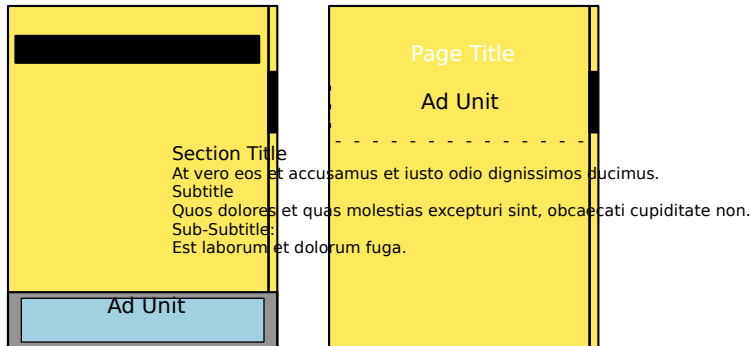 Page Title
Ad Unit
Section Title
At vero eos et accusamus et iusto odio dignissimos ducimus.
Subtitle
Quos dolores et quas molestias excepturi sint, obcaecati cupiditate non.
Sub-Subtitle:
Est laborum et dolorum fuga.
Ad Unit